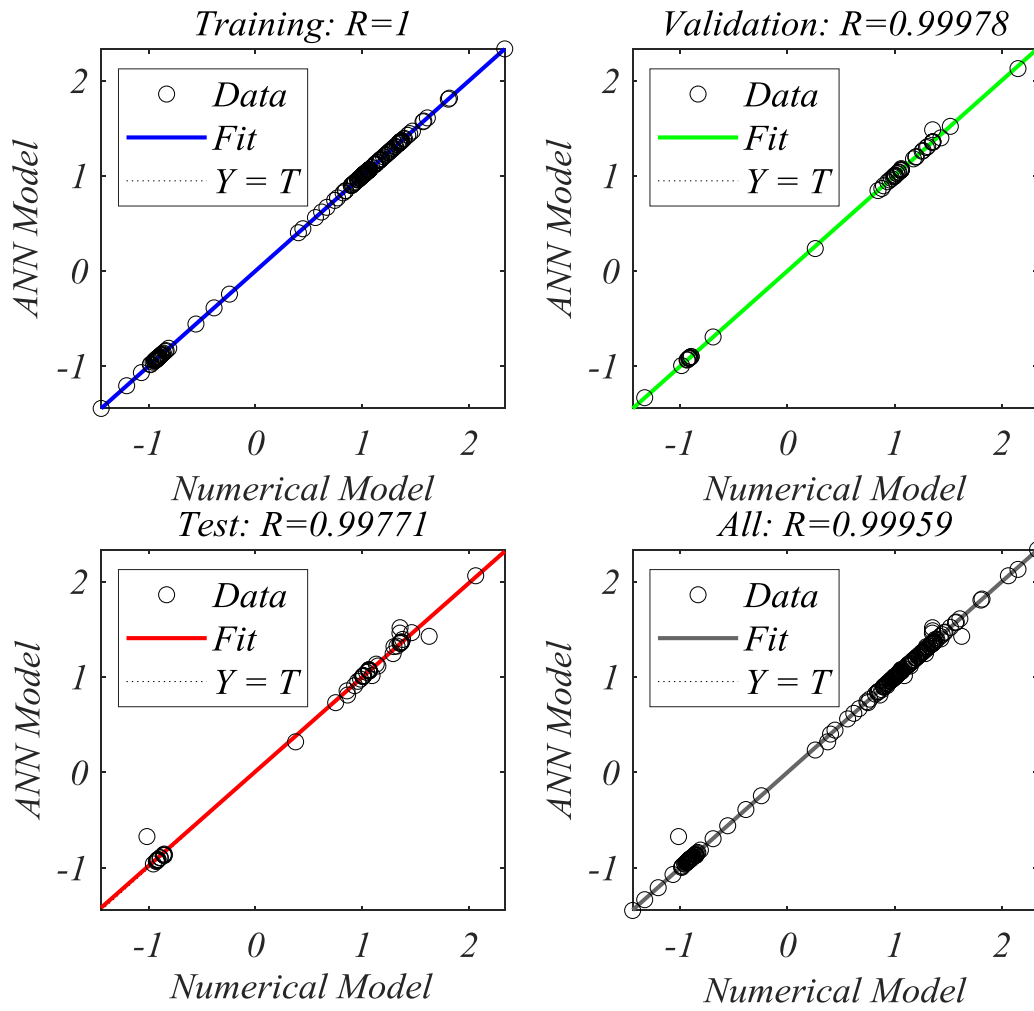 Training: R=1
ANN Model
2
1
0
-1
Data
Fit
Y = T
-1 0 1 2
Numerical Model
Validation: R=0.99978
ANN Model
2
1
0
-1
Data
Fit
Y = T
-1 0 1 2
Numerical Model
Test: R=0.99771
ANN Model
2
1
0
-1
Data
Fit
Y = T
-1 0 1 2
Numerical Model
All: R=0.99959
ANN Model
2
1
0
-1
Data
Fit
Y = T
-1 0 1 2
Numerical Model